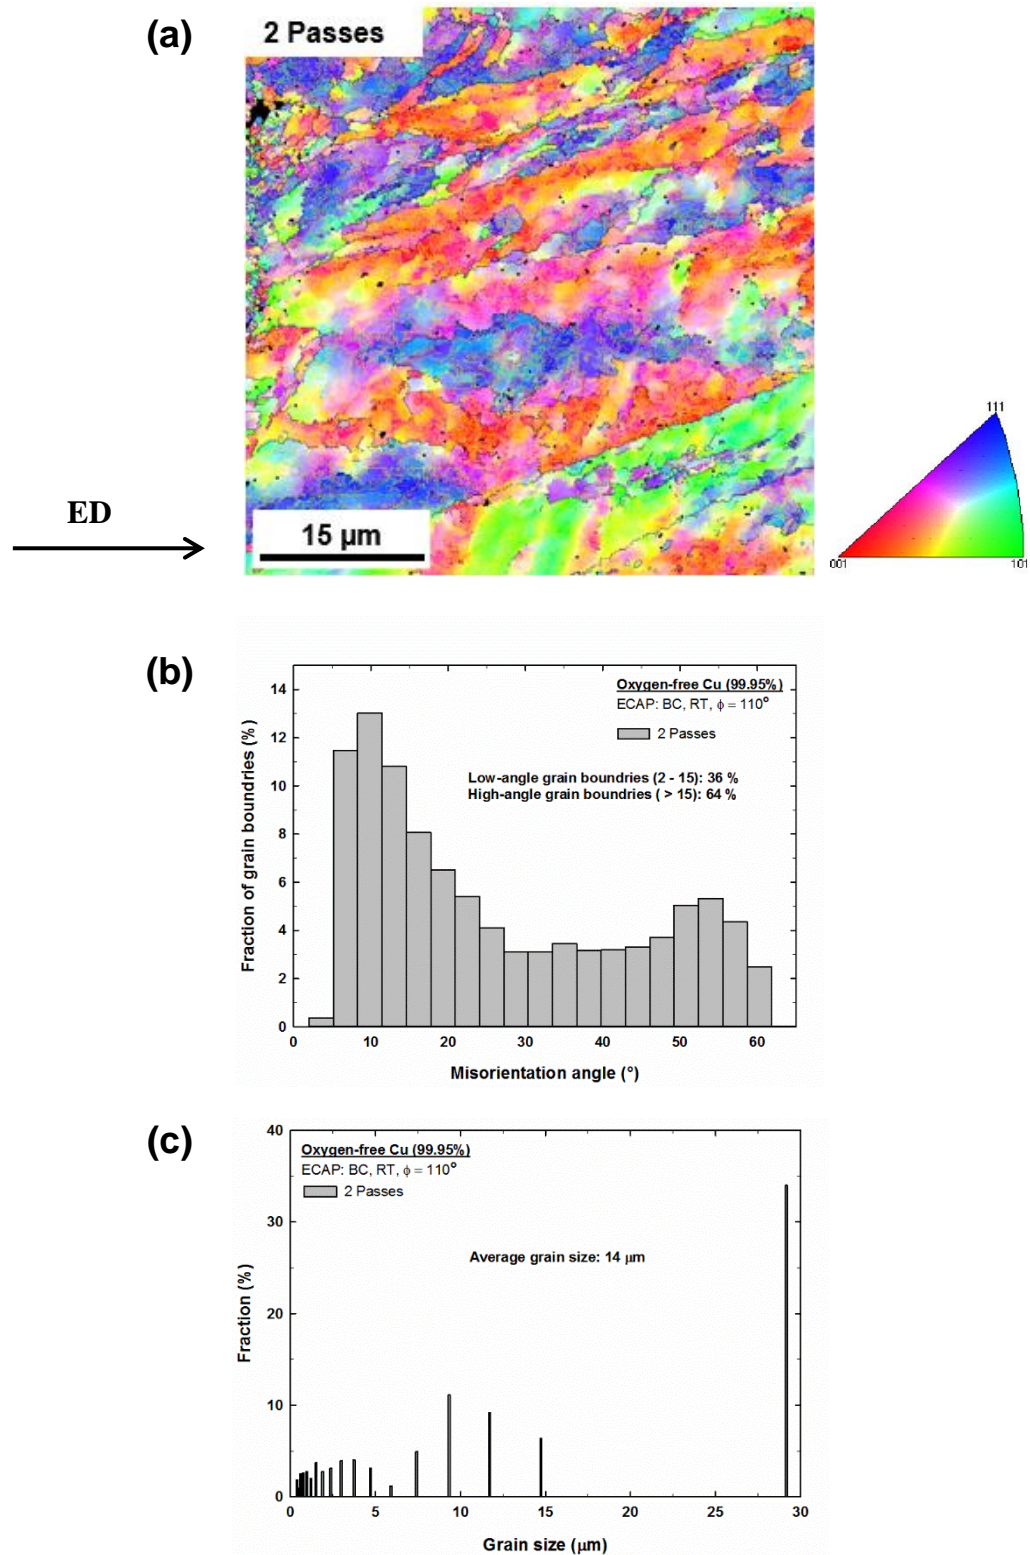 (a)
2 Passes
111
ED
15 µm
001
101
(b)
14
12
10
8
6
4
2
0
Fraction of grain boundries (%)
Oxygen-free Cu (99.95%)
ECAP: BC, RT, ϕ = 110°
2 Passes
Low-angle grain boundries (2 - 15): 36 %
High-angle grain boundries ( > 15): 64 %
0 10 20 30 40 50 60
Misorientation angle (°)
(c)
40
30
20
10
0
Fraction (%)
Oxygen-free Cu (99.95%)
ECAP: BC, RT, ϕ = 110°
2 Passes
Average grain size: 14 µm
0 5 10 15 20 25 30
Grain size (µm)